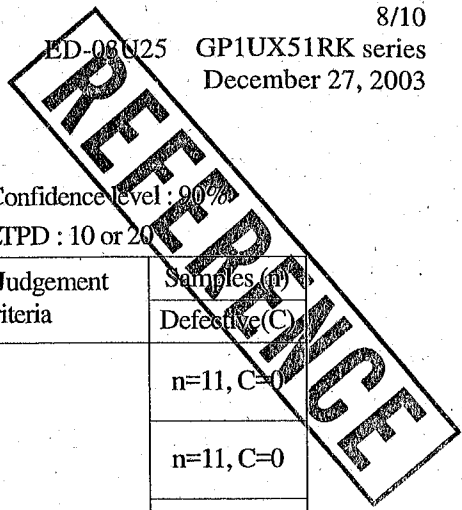 8/10
ED-03U25 GP1UX51RK series
December 27, 2003
REFERENCE
Confidence level : 90%
LTPD : 10 or 20
Judgement Samples (n)
criteria Defective(C)
n=11, C=0
n=11, C=0